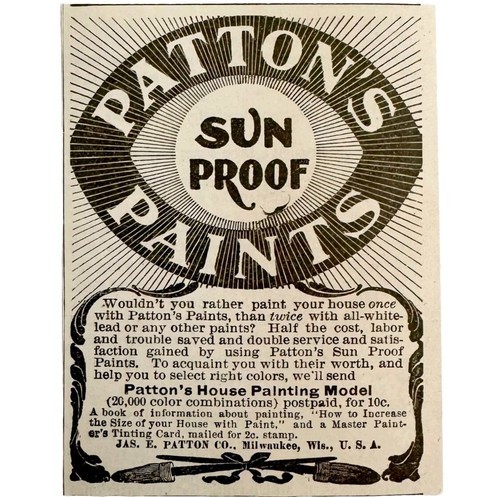 PATTON'S
SUN
PROOF
PAINTS
Wouldn't you rather paint your house once
with Patton's Paints, than twice with all-white-
lead or any other paints? Half the cost, labor
and trouble saved and double service and satis-
faction gained by using Patton's Sun Proof
Paints. To acquaint you with their worth, and
help you to select right colors, we'll send
Patton's House Painting Model
(20,000 color combinations) postpaid, for 10c.
A book of information about painting, "How to Increase
the Size of your House with Paint," and a Master Paint-
er's Tinting Card, mailed for 2c. stamp.
JAS. E. PATTON CO., Milwaukee, Wis., U. S. A.